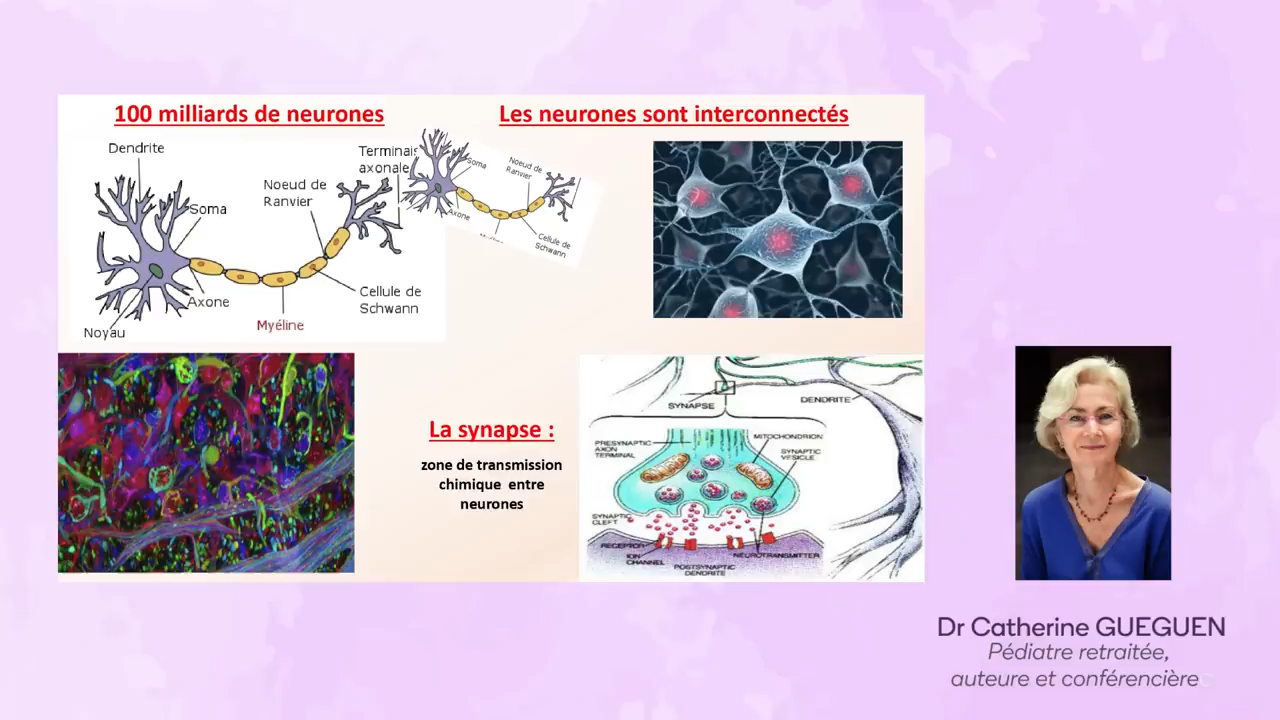 100 milliards de neurones
Les neurones sont interconnectés
Dendrite
Terminais
axonale
Noeud de
Ranvier
Soma
Axone
Cellule de
Schwann
Myéline
Noyau
Soma
Noeud de
Ranvier
Axone
Cellule de
Schwann
La synapse :
zone de transmission
chimique entre
neurones
SYNAPSE
DENDRITE
PRESYNAPTIC
AXON
TERMINAL
MITOCHONDRION
SYNAPTIC
VESICLE
SYNAPTIC
CLEFT
RECEPTOR
ION
CHANNEL
NEUROTRANSMITTER
POSTSYNAPTIC
DENDRITE
Dr Catherine GUEGUEN
Pédiatre retraitée,
auteure et conférencière